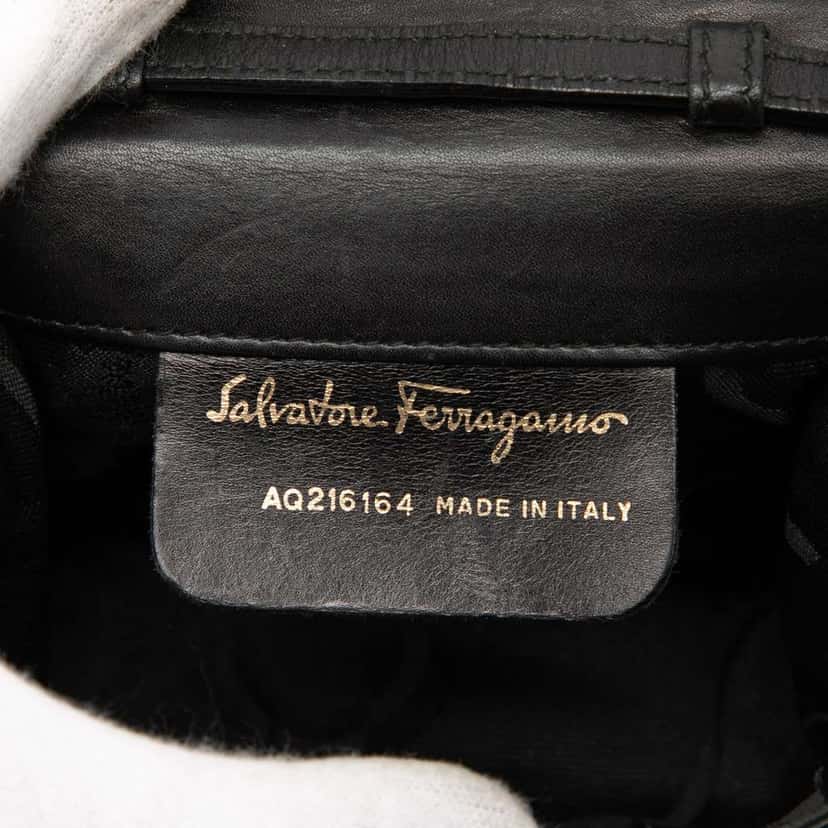 Salvatore Ferragamo
AQ216164 MADE IN ITALY